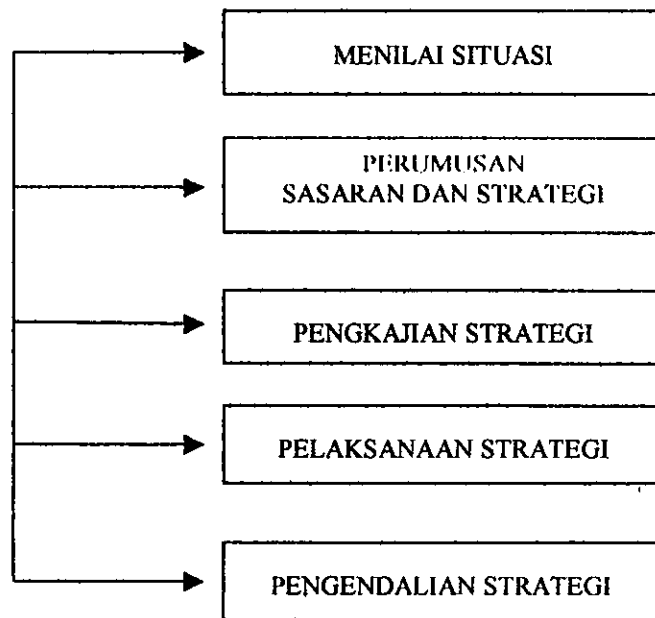 MENILAI SITUASI
PERUMUSAN
SASARAN DAN STRATEGI
PENGKAJIAN STRATEGI
PELAKSANAAN STRATEGI
PENGENDALIAN STRATEGI